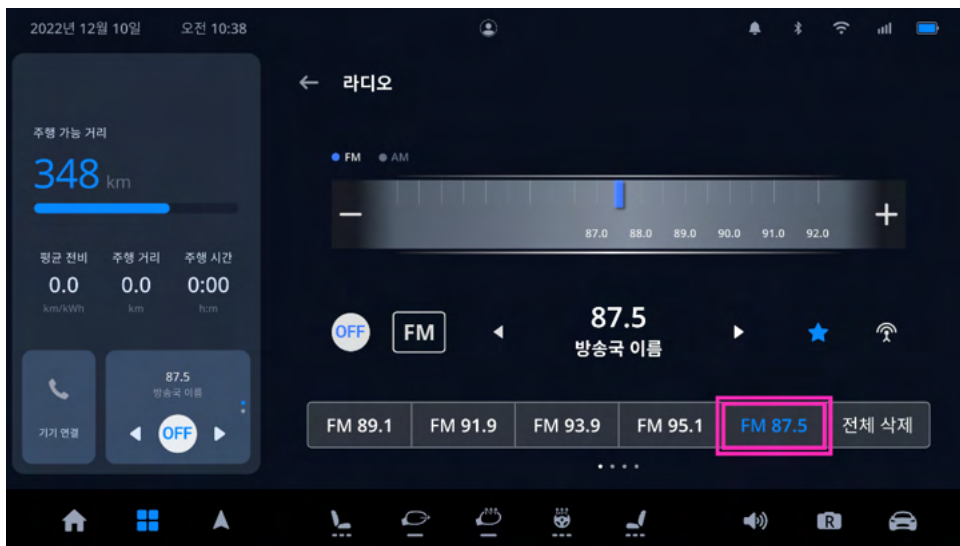 2022년 12월 10일 오전 10:38
← 라디오
주행 가능 거리
348 km
평균 전비 주행 거리 주행 시간
0.0 0.0 0:00
km/kWh km h:m
기기 연결
87.5
방송국 이름
OFF
FM AM
− +
87.0 88.0 89.0 90.0 91.0 92.0
OFF FM
87.5
방송국 이름
FM 89.1 FM 91.9 FM 93.9 FM 95.1 FM 87.5 전체 삭제
R